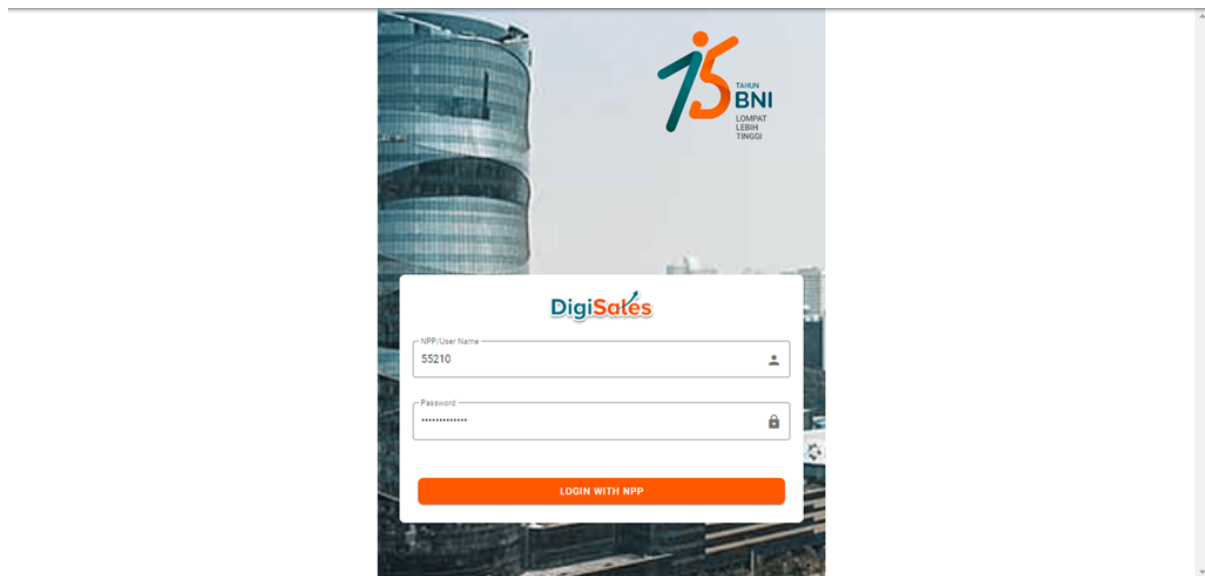 75
TAHUN
BNI
LOMPAT
LEBIH
TINGGI
DigiSales
NPP/User Name
55210
Password
•••••••••••••
LOGIN WITH NPP